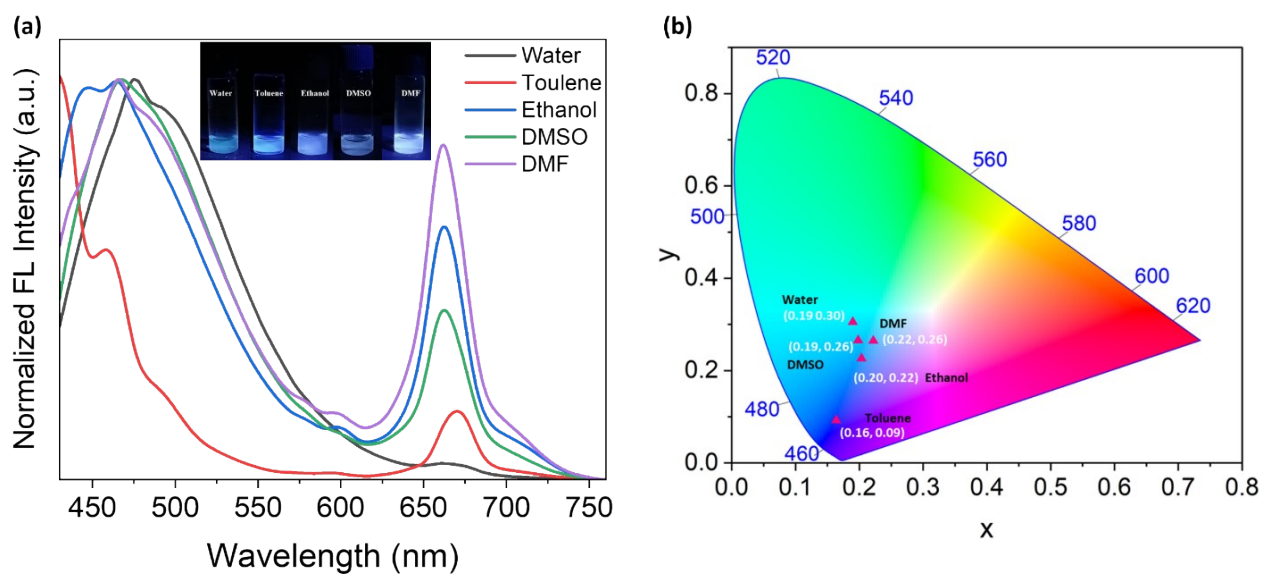 (a)
Normalized FL Intensity (a.u.)
Water
Toulene
Ethanol
DMSO
DMF
Water Toluene Ethanol DMSO DMF
450 500 550 600 650 700 750
Wavelength (nm)
(b)
y
0.8
0.6
0.4
0.2
0.0
520
540
560
500
580
600
620
Water
(0.19 0.30)
DMF
(0.19, 0.26) (0.22, 0.26)
DMSO
(0.20, 0.22) Ethanol
480
Toluene
(0.16, 0.09)
460
0.0 0.1 0.2 0.3 0.4 0.5 0.6 0.7 0.8
x